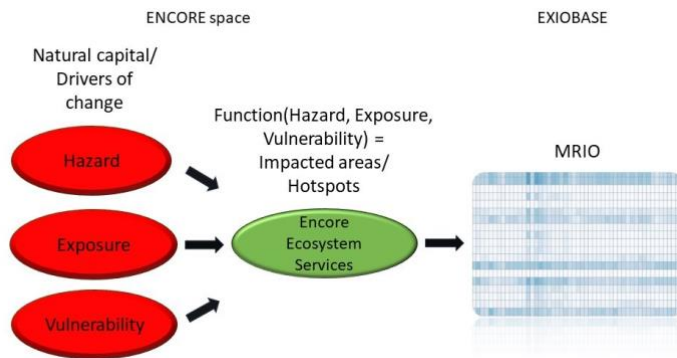 ENCORE space
EXIOBASE
Natural capital/
Drivers of
change
Function(Hazard, Exposure,
Vulnerability) =
Impacted areas/
Hotspots
MRIO
Hazard
Exposure
Vulnerability
Encore
Ecosystem
Services